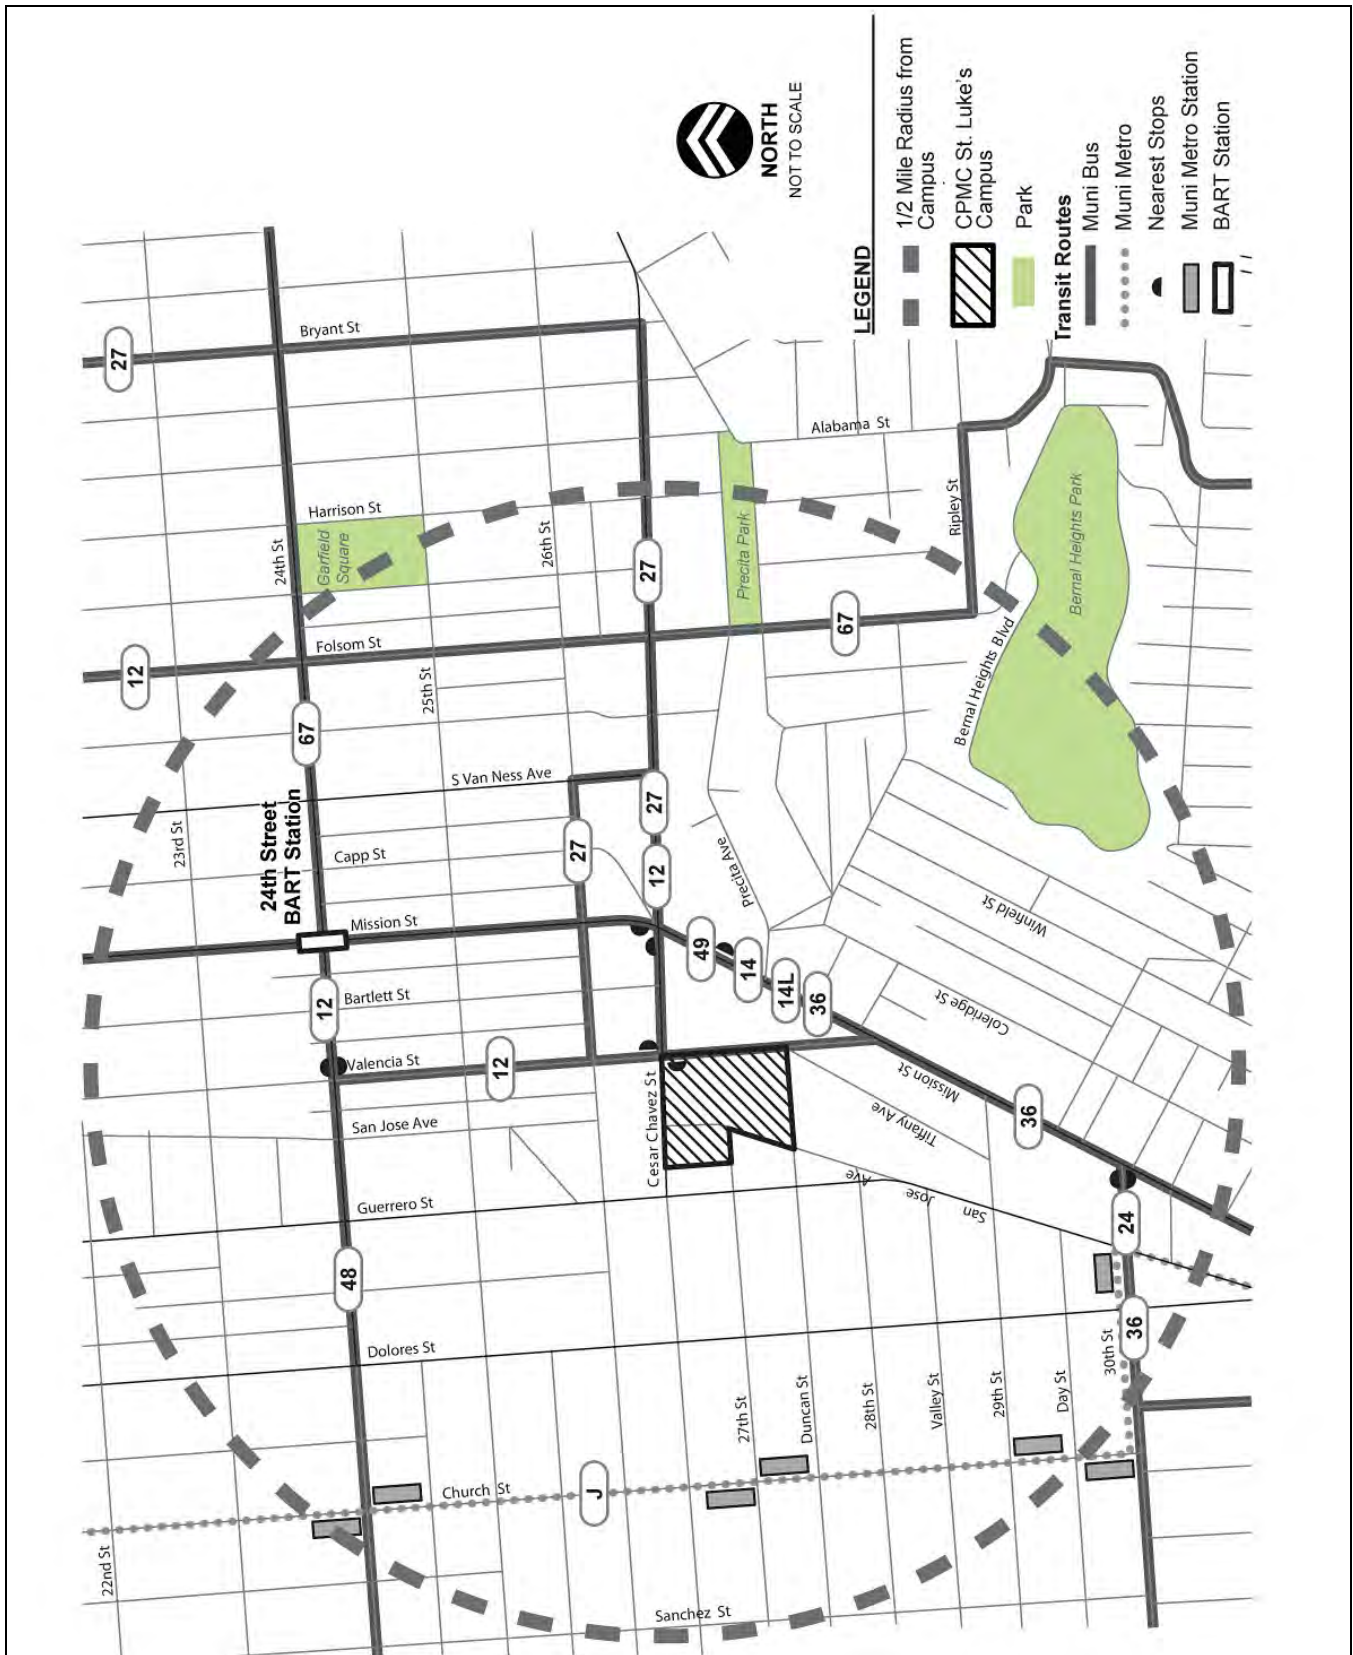 NORTH
NOT TO SCALE
LEGEND
1/2 Mile Radius from
Campus
CPMC St. Luke's
Campus
Park
Transit Routes
Muni Bus
Muni Metro
Nearest Stops
Muni Metro Station
BART Station
27
Bryant St
Alabama St
Harrison St
Garfield
Square
24th St
26th St
27
Precita Park
Ripley St
Bernal Heights Park
12
Folsom St
25th St
67
Bernal Heights Blvd
67
S Van Ness Ave
24th Street
BART Station
23rd St
Capp St
27
27
12
Precita Ave
Winfield St
Mission St
49
14
14L
36
12
Bartlett St
Coleridge St
Valencia St
12
Cesar Chavez St
Mission St
Tiffany Ave
36
San Jose Ave
Guerrero St
San
Jose
Ave
24
48
Dolores St
36
30th St
27th St
Duncan St
28th St
Valley St
29th St
Day St
Church St
J
22nd St
Sanchez St